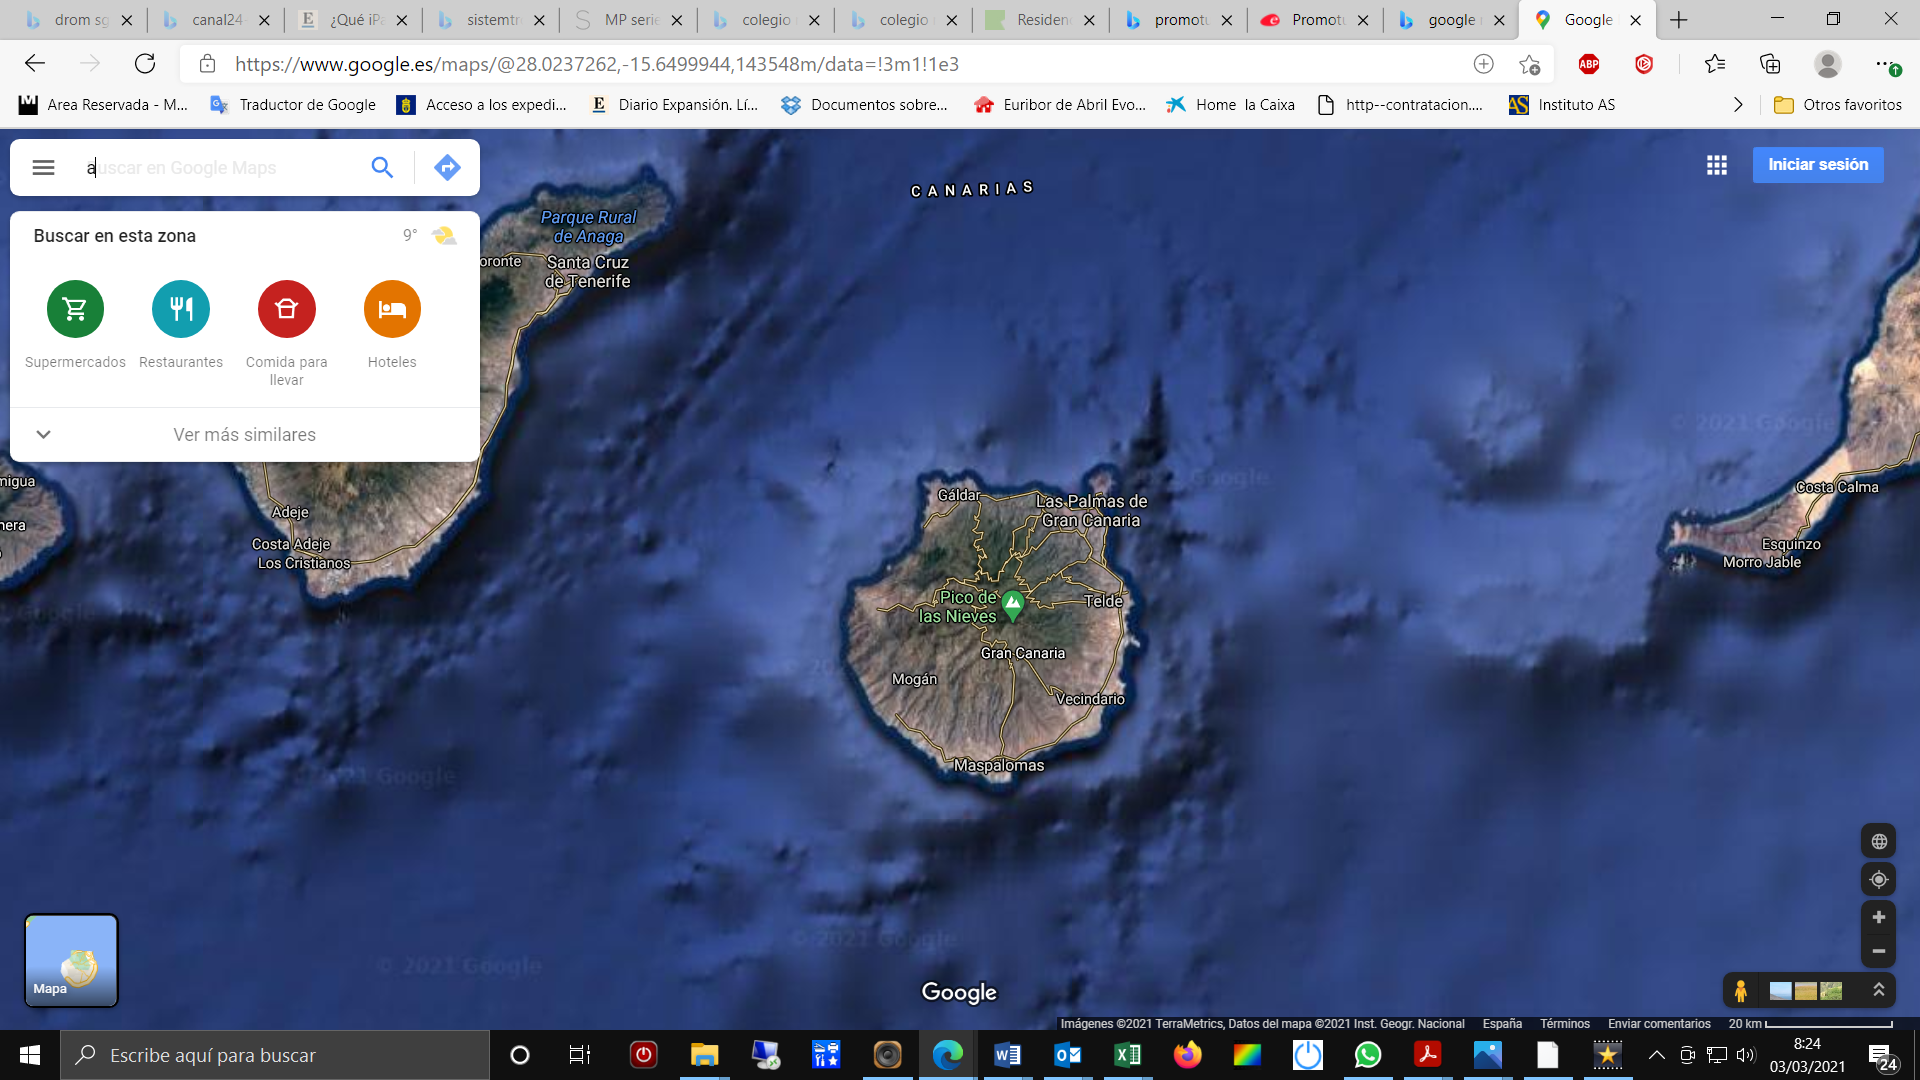 drom sg
canal24-
¿Qué iPa
sistemtr
MP serie
colegio
colegio
Residen
promotu
Promotu
google
Google
https://www.google.es/maps/@28.0237262,-15.6499944,143548m/data=!3m1!1e3
ABP
Area Reservada - M...
Traductor de Google
Acceso a los expedi...
Diario Expansión. Lí...
Documentos sobre...
Euribor de Abril Evo...
Home la Caixa
http--contratacion....
Instituto AS
Otros favoritos
auscar en Google Maps
Iniciar sesión
Buscar en esta zona
9°
Supermercados
Restaurantes
Comida para
llevar
Hoteles
Ver más similares
CANARIAS
Parque Rural
de Anaga
oronte
Santa Cruz
de Tenerife
migua
nera
Adeje
Costa Adeje
Los Cristianos
Gáldar
Las Palmas de
Gran Canaria
Pico de
las Nieves
Telde
Gran Canaria
Mogán
Vecindario
Maspalomas
Costa Calma
Esquinzo
Morro Jable
© 2021 Google
2021 Google
2021 Google
© 2021 Google
© 2021 Google
Mapa
Google
Imágenes ©2021 TerraMetrics, Datos del mapa ©2021 Inst. Geogr. Nacional
España
Términos
Enviar comentarios
20 km
Escribe aquí para buscar
8:24
03/03/2021
24